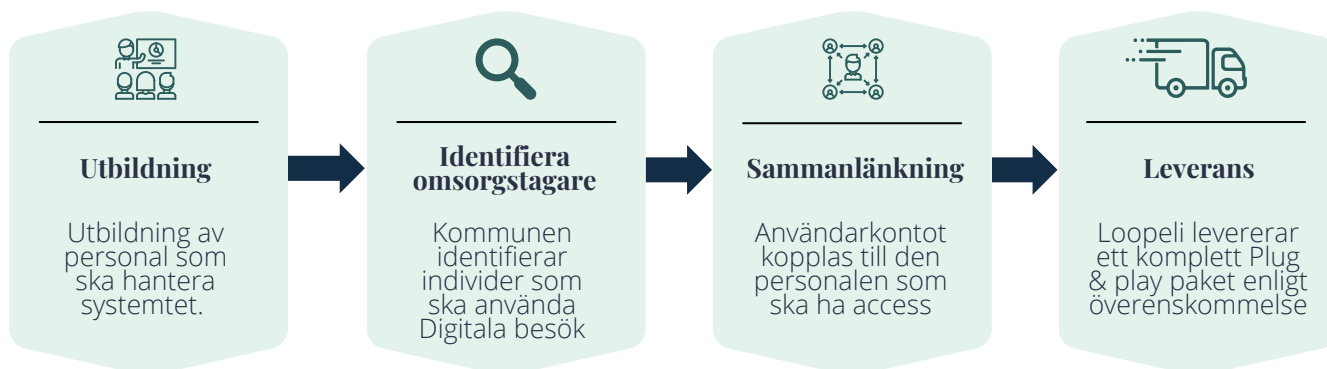 Utbildning
Utbildning av
personal som
ska hantera
systemtet.
Identifiera
omsorgstagare
Kommunen
identifierar
individer som
ska använda
Digitala besök
Sammanlänkning
Användarkontot
kopplas till den
personalen som
ska ha access
Leverans
Loopeli levererar
ett komplett Plug
& play paket enligt
överenskommelse